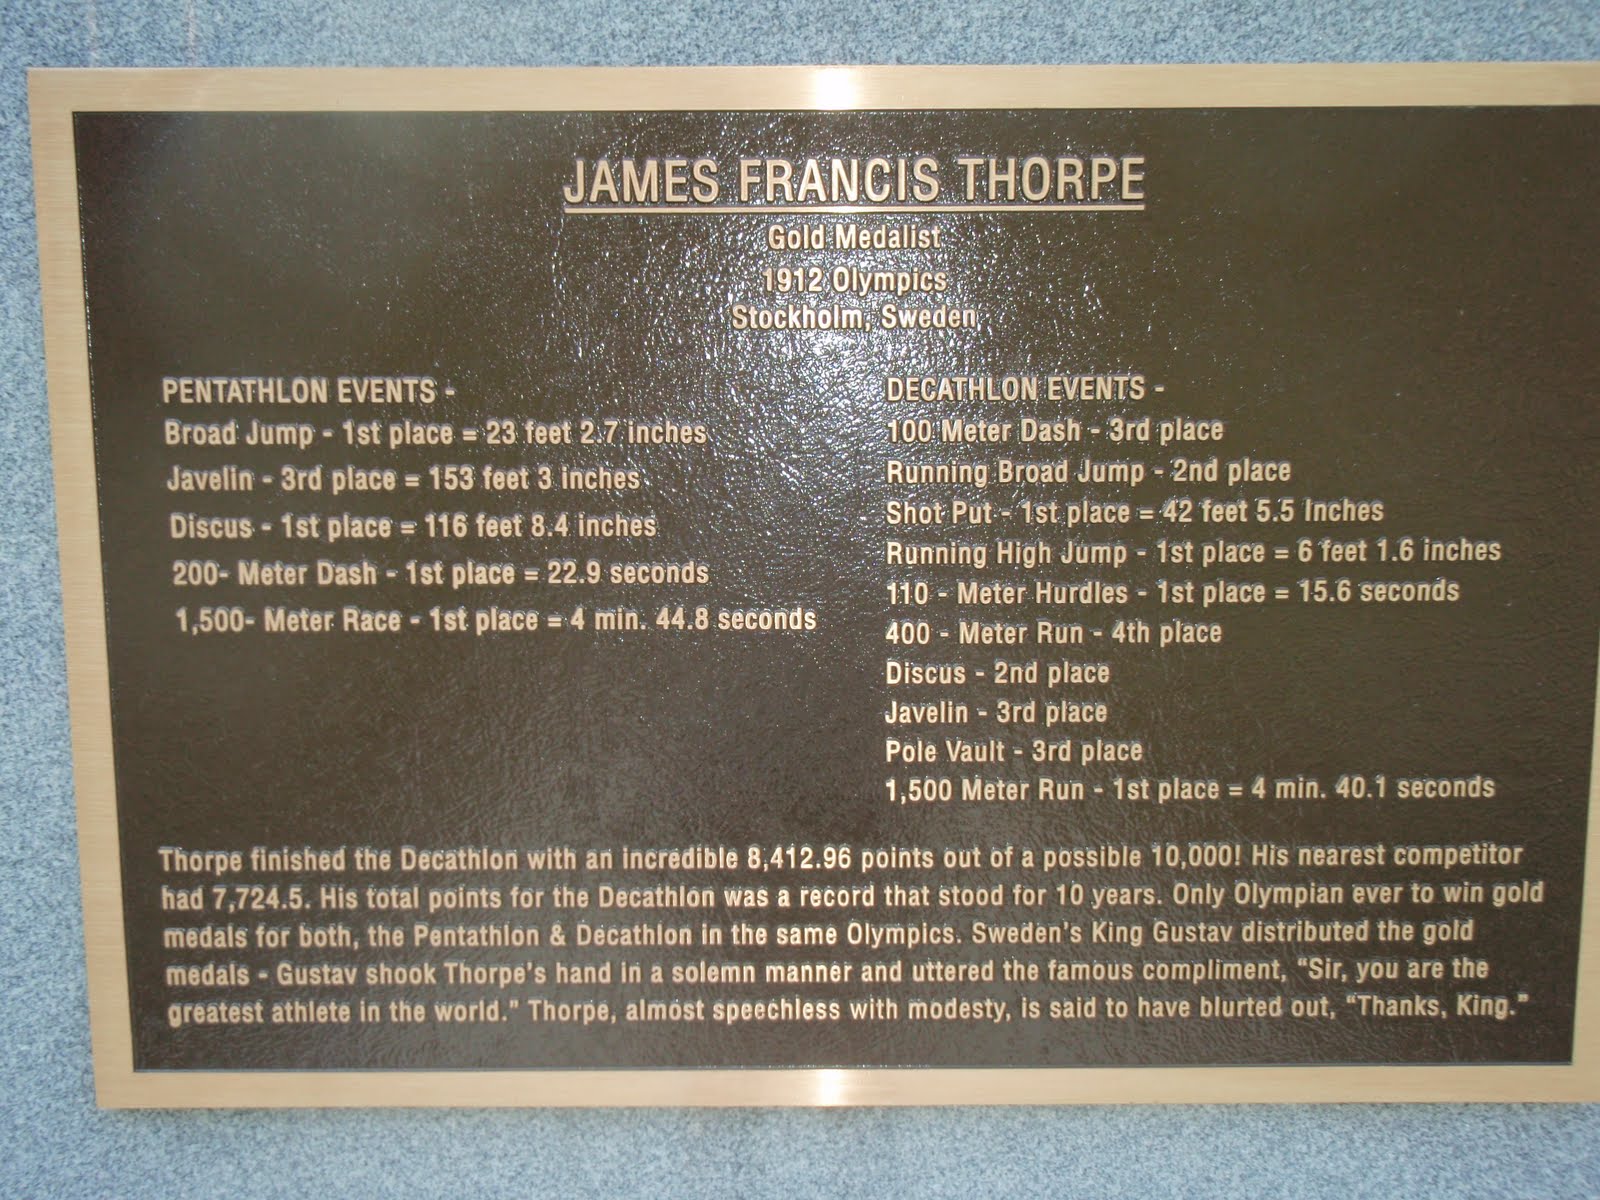 JAMES FRANCIS THORPE
Gold Medalist
1912 Olympics
Stockholm, Sweden
PENTATHLON EVENTS -
Broad Jump - 1st place = 23 feet 2.7 inches
Javelin - 3rd place = 153 feet 3 inches
Discus - 1st place = 116 feet 8.4 inches
200- Meter Dash - 1st place = 22.9 seconds
1,500- Meter Race - 1st place = 4 min. 44.8 seconds
DECATHLON EVENTS -
100 Meter Dash - 3rd place
Running Broad Jump - 2nd place
Shot Put - 1st place = 42 feet 5.5 Inches
Running High Jump - 1st place = 6 feet 1.6 inches
110 - Meter Hurdles - 1st place = 15.6 seconds
400 - Meter Run - 4th place
Discus - 2nd place
Javelin - 3rd place
Pole Vault - 3rd place
1,500 Meter Run - 1st place = 4 min. 40.1 seconds
Thorpe finished the Decathlon with an incredible 8,412.96 points out of a possible 10,000! His nearest competitor
had 7,724.5. His total points for the Decathlon was a record that stood for 10 years. Only Olympian ever to win gold
medals for both, the Pentathlon & Decathlon in the same Olympics. Sweden's King Gustav distributed the gold
medals - Gustav shook Thorpe's hand in a solemn manner and uttered the famous compliment, "Sir, you are the
greatest athlete in the world." Thorpe, almost speechless with modesty, is said to have blurted out, "Thanks, King."